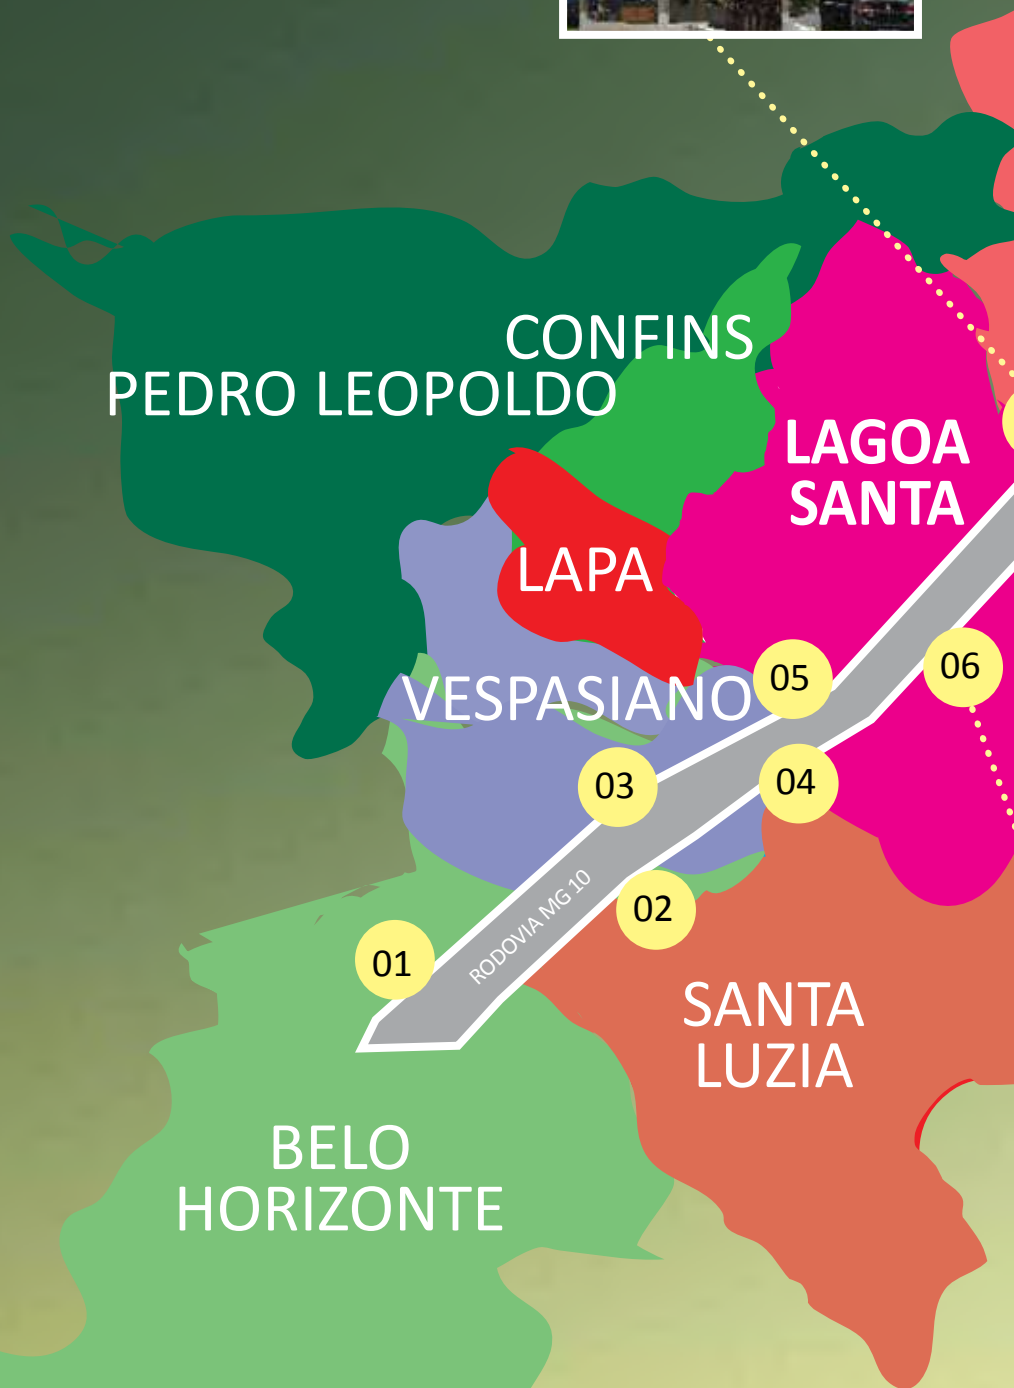 CONFINS
PEDRO LEOPOLDO
LAGOA
SANTA
LAPA
VESPASIANO
05
06
03
04
RODOVIA MG 10
02
01
SANTA
LUZIA
BELO
HORIZONTE